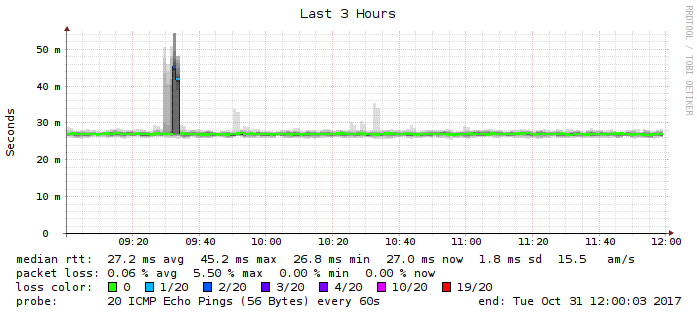 Last 3 Hours
RRDTOOL / TOBI OETIKER
Seconds
50 m
40 m
30 m
20 m
10 m
0
09:20 09:40 10:00 10:20 10:40 11:00 11:20 11:40 12:00
median rtt: 27.2 ms avg 45.2 ms max 26.8 ms min 27.0 ms now 1.8 ms sd 15.5 am/s
packet loss: 0.06 % avg 5.50 % max 0.00 % min 0.00 % now
loss color: 0 1/20 2/20 3/20 4/20 10/20 19/20
probe: 20 ICMP Echo Pings (56 Bytes) every 60s end: Tue Oct 31 12:00:03 2017